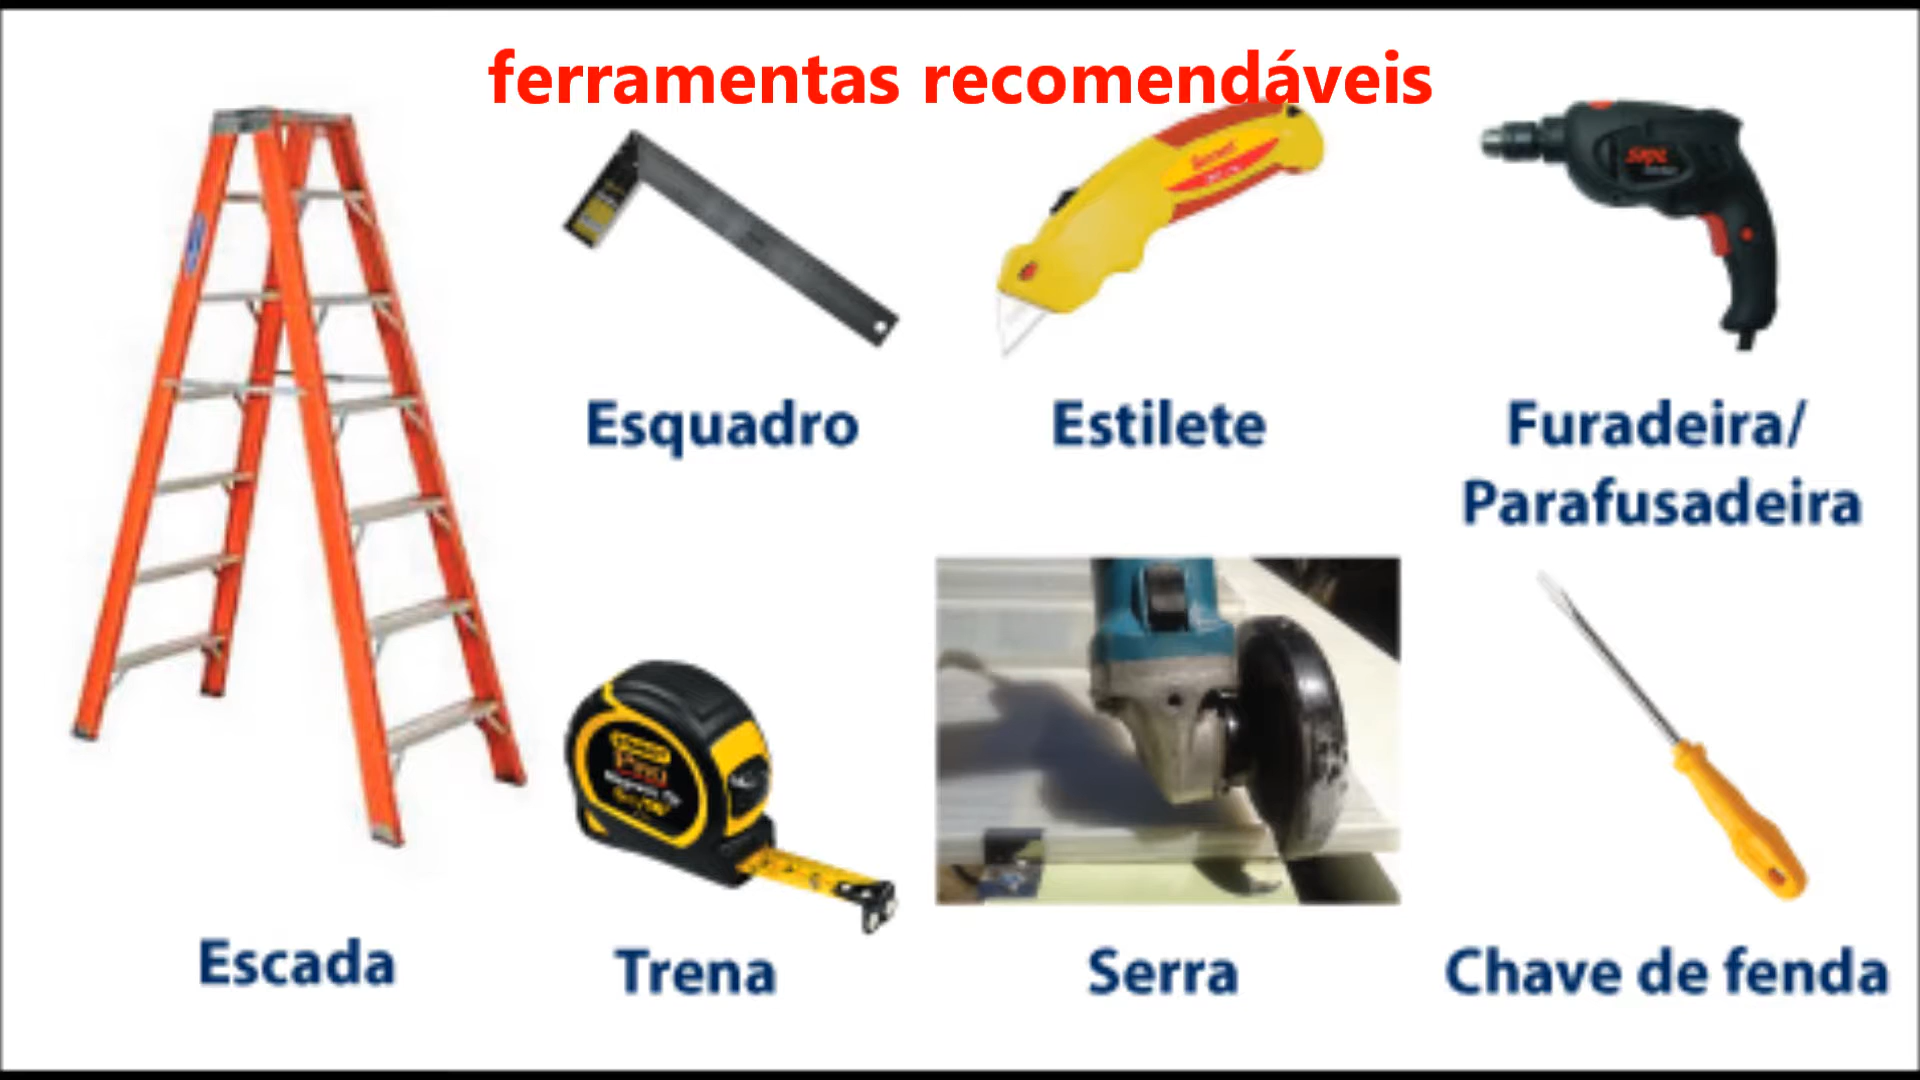 ferramentas recomendáveis
Esquadro
Estilete
Furadeira/
Parafusadeira
Escada
Trena
Serra
Chave de fenda